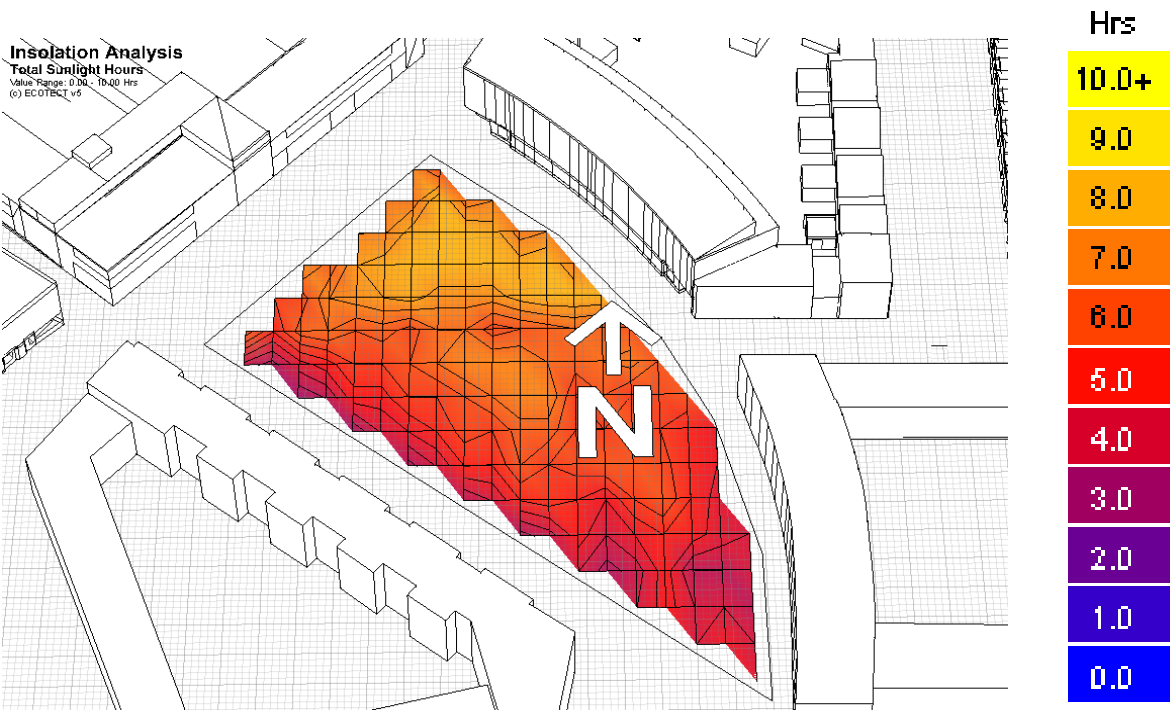 Insolation Analysis
Total Sunlight Hours
Value Range: 0.00 - 10.00 Hrs
(c) ECOTECT v5
N
Hrs
10.0+
9.0
8.0
7.0
6.0
5.0
4.0
3.0
2.0
1.0
0.0